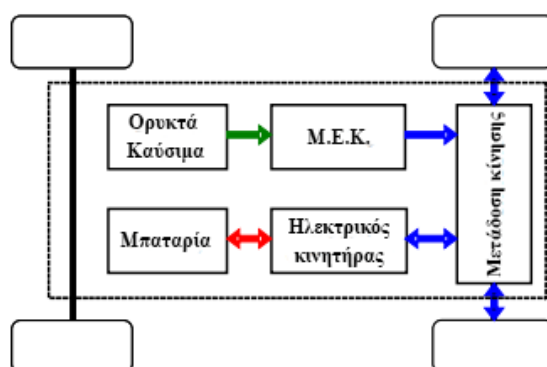 Ορυκτά
Καύσιμα
Μ.Ε.Κ.
Μπαταρία
Ηλεκτρικός
κινητήρας
Μετάδοση κίνησης